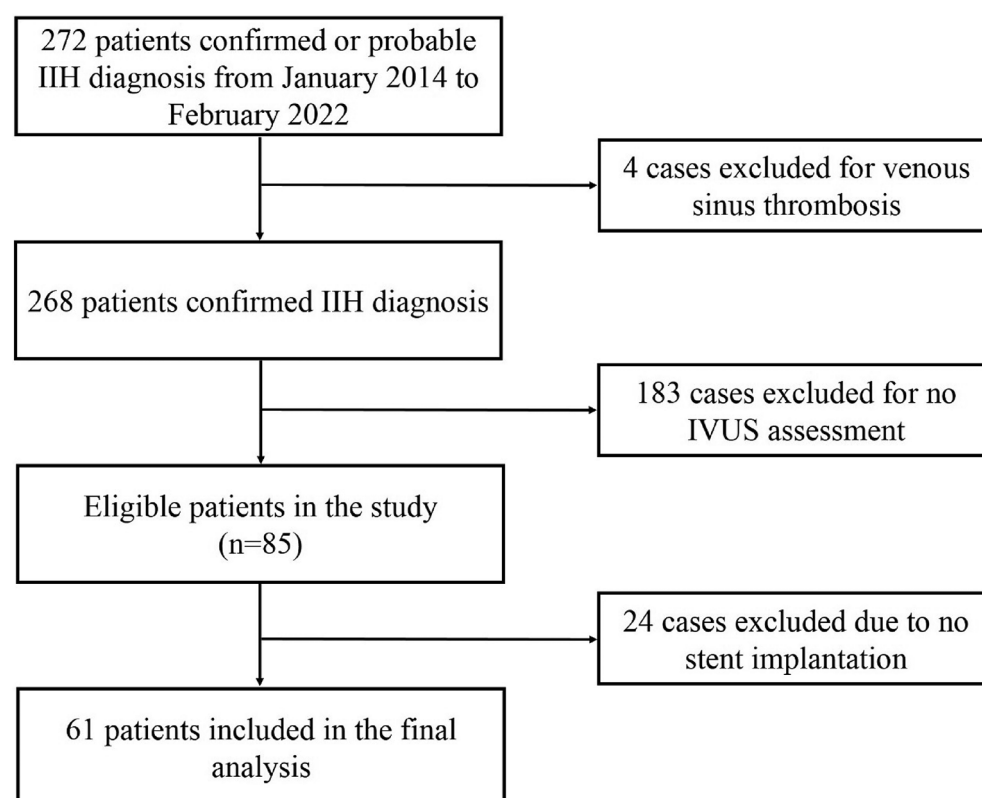 272 patients confirmed or probable
IIH diagnosis from January 2014 to
February 2022
4 cases excluded for venous
sinus thrombosis
268 patients confirmed IIH diagnosis
183 cases excluded for no
IVUS assessment
Eligible patients in the study
(n=85)
24 cases excluded due to no
stent implantation
61 patients included in the final
analysis